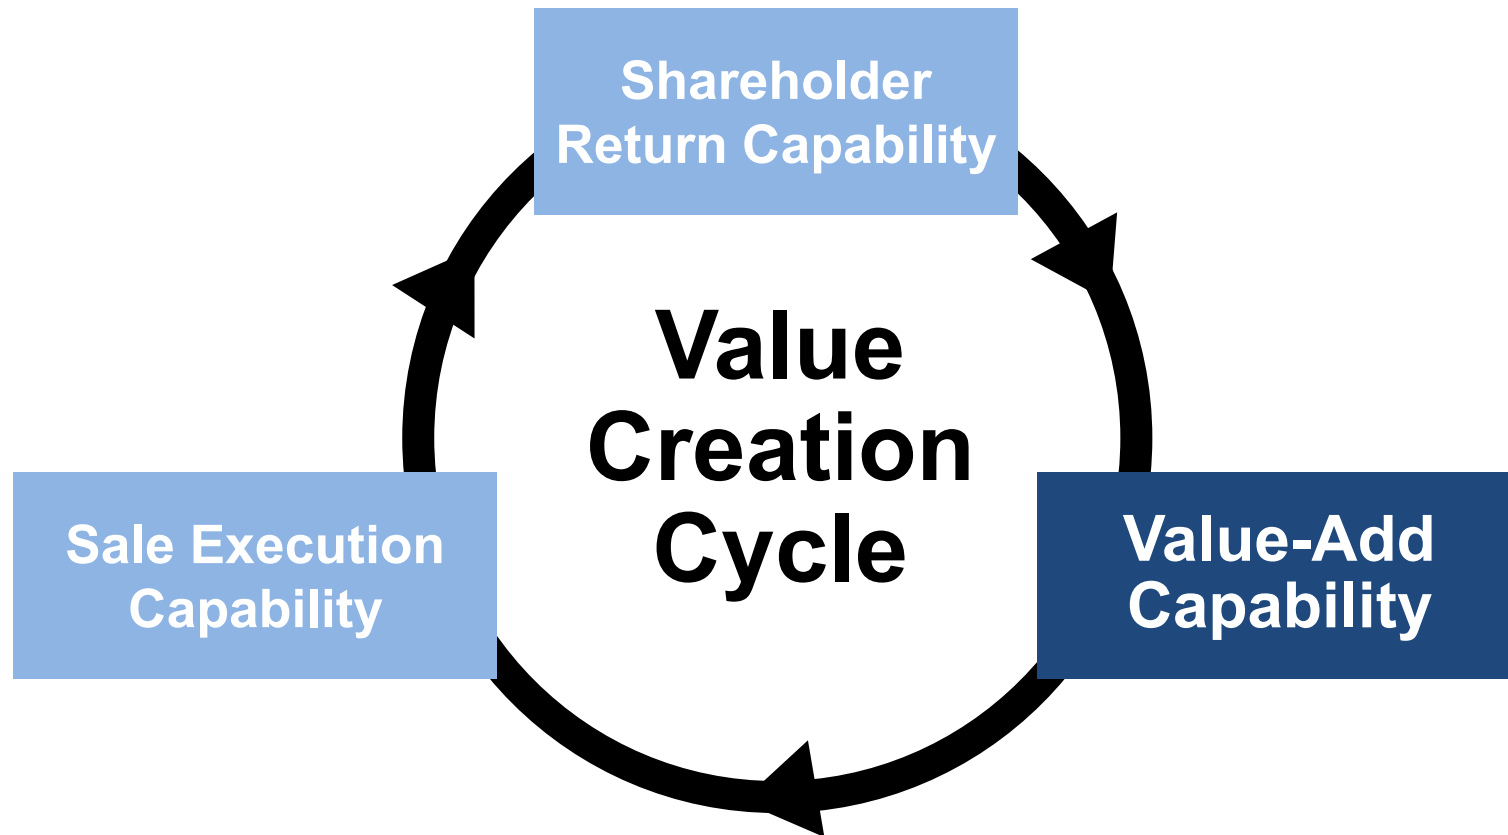 Shareholder
Return Capability
Value
Creation
Cycle
Sale Execution
Capability
Value-Add
Capability